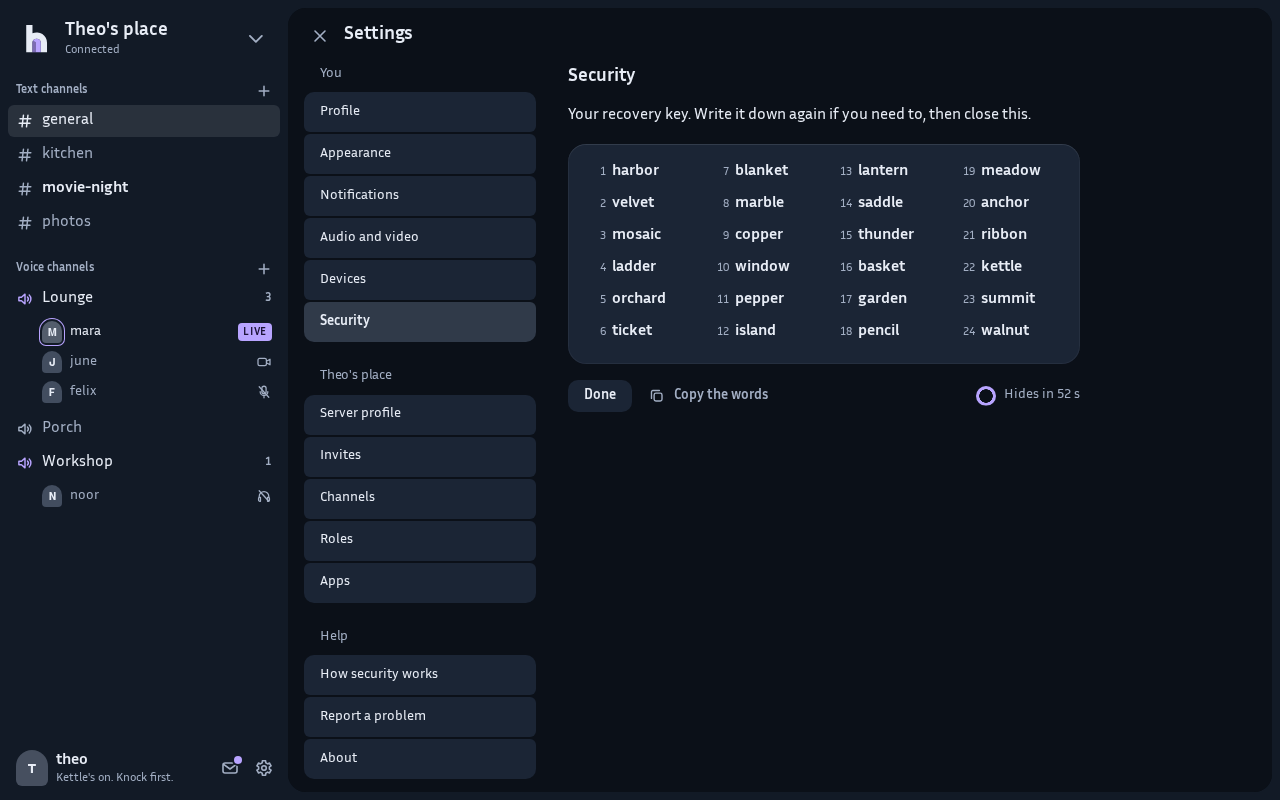 Theo's place
Connected
Text channels
general
kitchen
movie-night
photos
Voice channels
Lounge 3
M mara LIVE
J june
F felix
Porch
Workshop 1
N noor
T theo
Kettle's on. Knock first.
Settings
You
Profile
Appearance
Notifications
Audio and video
Devices
Security
Theo's place
Server profile
Invites
Channels
Roles
Apps
Help
How security works
Report a problem
About
Security
Your recovery key. Write it down again if you need to, then close this.
1 harbor 7 blanket 13 lantern 19 meadow
2 velvet 8 marble 14 saddle 20 anchor
3 mosaic 9 copper 15 thunder 21 ribbon
4 ladder 10 window 16 basket 22 kettle
5 orchard 11 pepper 17 garden 23 summit
6 ticket 12 island 18 pencil 24 walnut
Done Copy the words Hides in 52 s